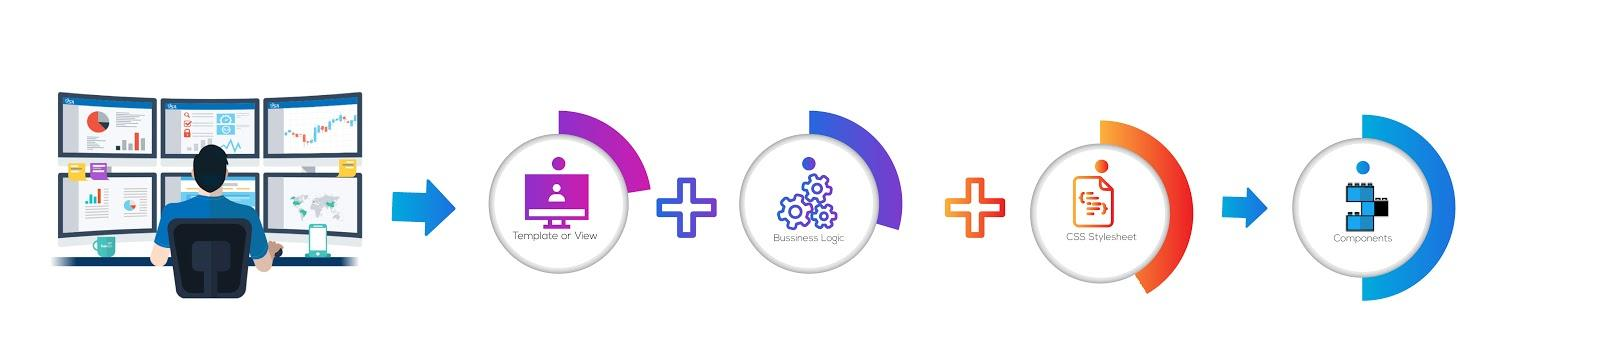 Template or View
Bussiness Logic
CSS Stylesheet
Components